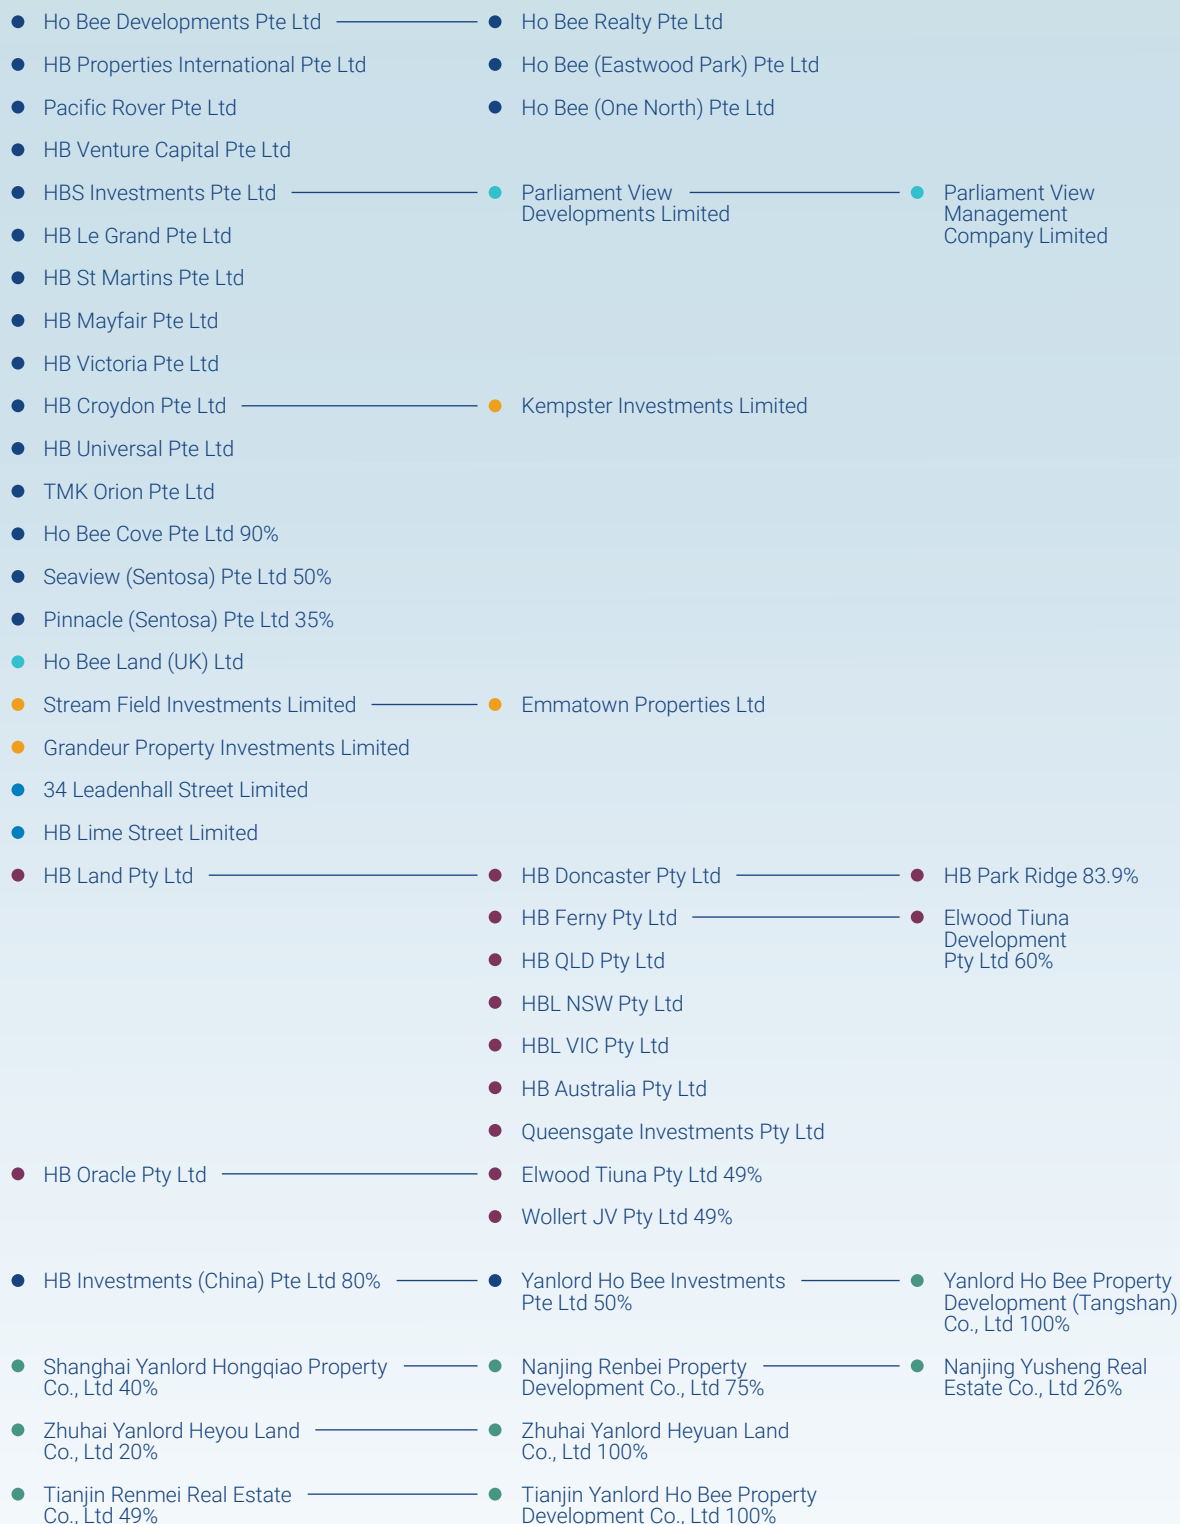 Ho Bee Developments Pte Ltd
Ho Bee Realty Pte Ltd
HB Properties International Pte Ltd
Ho Bee (Eastwood Park) Pte Ltd
Pacific Rover Pte Ltd
Ho Bee (One North) Pte Ltd
HB Venture Capital Pte Ltd
HBS Investments Pte Ltd
Parliament View
Developments Limited
Parliament View
Management
Company Limited
HB Le Grand Pte Ltd
HB St Martins Pte Ltd
HB Mayfair Pte Ltd
HB Victoria Pte Ltd
HB Croydon Pte Ltd
Kempster Investments Limited
HB Universal Pte Ltd
TMK Orion Pte Ltd
Ho Bee Cove Pte Ltd 90%
Seaview (Sentosa) Pte Ltd 50%
Pinnacle (Sentosa) Pte Ltd 35%
Ho Bee Land (UK) Ltd
Stream Field Investments Limited
Emmatown Properties Ltd
Grandeur Property Investments Limited
34 Leadenhall Street Limited
HB Lime Street Limited
HB Land Pty Ltd
HB Doncaster Pty Ltd
HB Park Ridge 83.9%
HB Ferny Pty Ltd
Elwood Tiuna
Development
Pty Ltd 60%
HB QLD Pty Ltd
HBL NSW Pty Ltd
HBL VIC Pty Ltd
HB Australia Pty Ltd
Queensgate Investments Pty Ltd
HB Oracle Pty Ltd
Elwood Tiuna Pty Ltd 49%
Wollert JV Pty Ltd 49%
HB Investments (China) Pte Ltd 80%
Yanlord Ho Bee Investments
Pte Ltd 50%
Yanlord Ho Bee Property
Development (Tangshan)
Co., Ltd 100%
Shanghai Yanlord Hongqiao Property
Co., Ltd 40%
Nanjing Renbei Property
Development Co., Ltd 75%
Nanjing Yusheng Real
Estate Co., Ltd 26%
Zhuhai Yanlord Heyou Land
Co., Ltd 20%
Zhuhai Yanlord Heyuan Land
Co., Ltd 100%
Tianjin Renmei Real Estate
Co., Ltd 49%
Tianjin Yanlord Ho Bee Property
Development Co., Ltd 100%